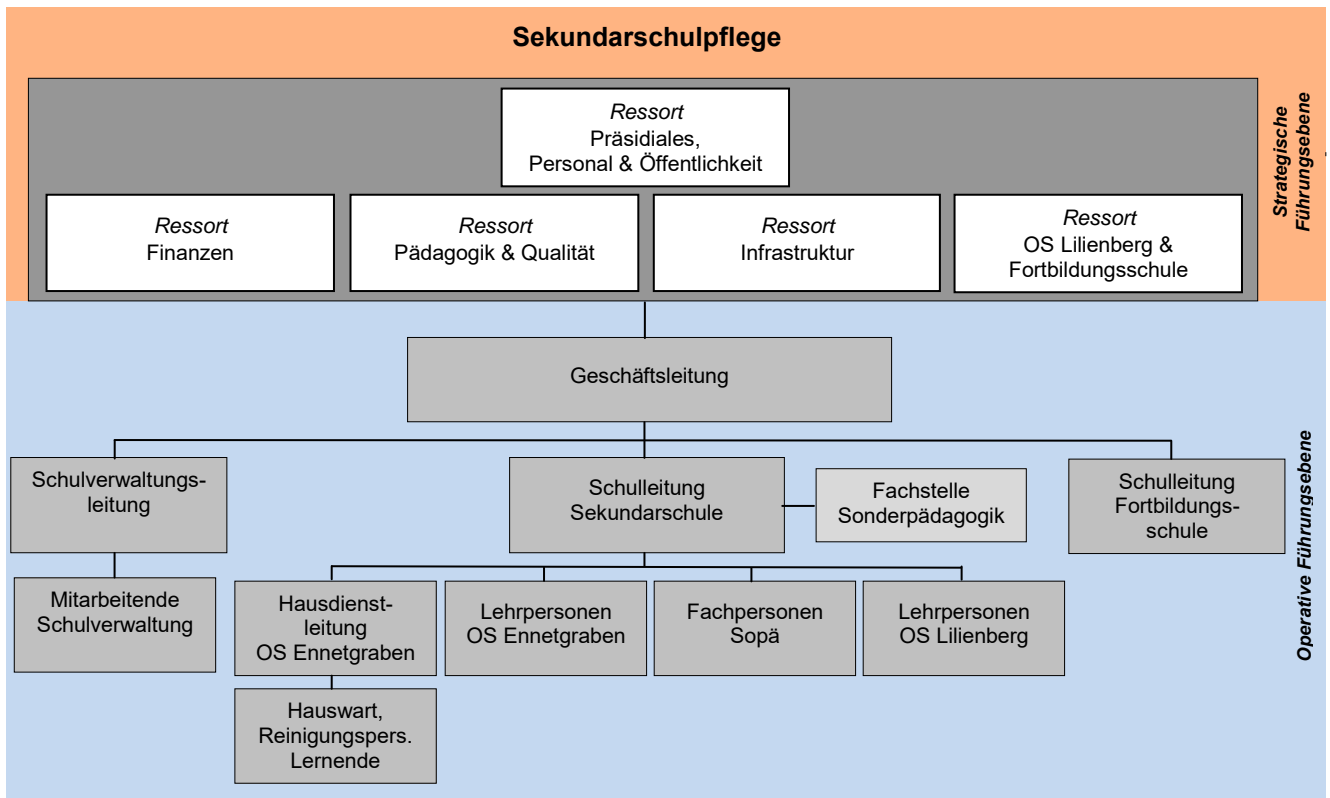 Sekundarschulpflege
Ressort
Präsidiales,
Personal & Öffentlichkeit
Ressort
Finanzen
Ressort
Pädagogik & Qualität
Ressort
Infrastruktur
Ressort
OS Lilienberg &
Fortbildungsschule
Strategische
Führungsebene
Geschäftsleitung
Schulverwaltungs-
leitung
Schulleitung
Sekundarschule
Fachstelle
Sonderpädagogik
Schulleitung
Fortbildungs-
schule
Mitarbeitende
Schulverwaltung
Hausdienst-
leitung
OS Ennetgraben
Lehrpersonen
OS Ennetgraben
Fachpersonen
Sopä
Lehrpersonen
OS Lilienberg
Hauswart,
Reinigungspers.
Lernende
Operative Führungsebene